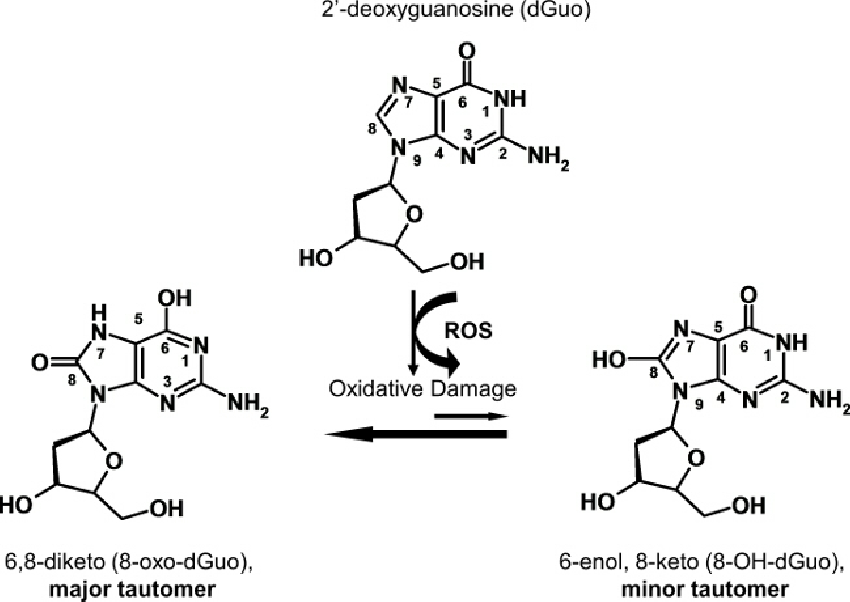 2'-deoxyguanosine (dGuo)
O
N 5
7 6 1 NH
8 3
N 9 4 N 2 NH2
O
HO
OH
ROS
Oxidative Damage
H OH
N 5
7 6 N
O 1
8 3
N N NH2
O
HO
OH
6,8-diketo (8-oxo-dGuo),
major tautomer
O
N 5
7 6 1 NH
HO
8
N 9 4 N 2 NH2
O
HO
OH
6-enol, 8-keto (8-OH-dGuo),
minor tautomer